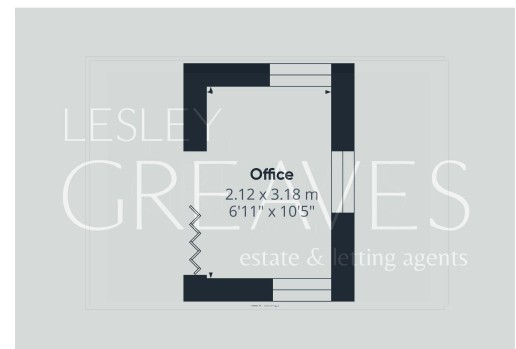 LESLEY
GREAVES
estate & letting agents
Office
2.12 x 3.18 m
6'11" x 10'5"